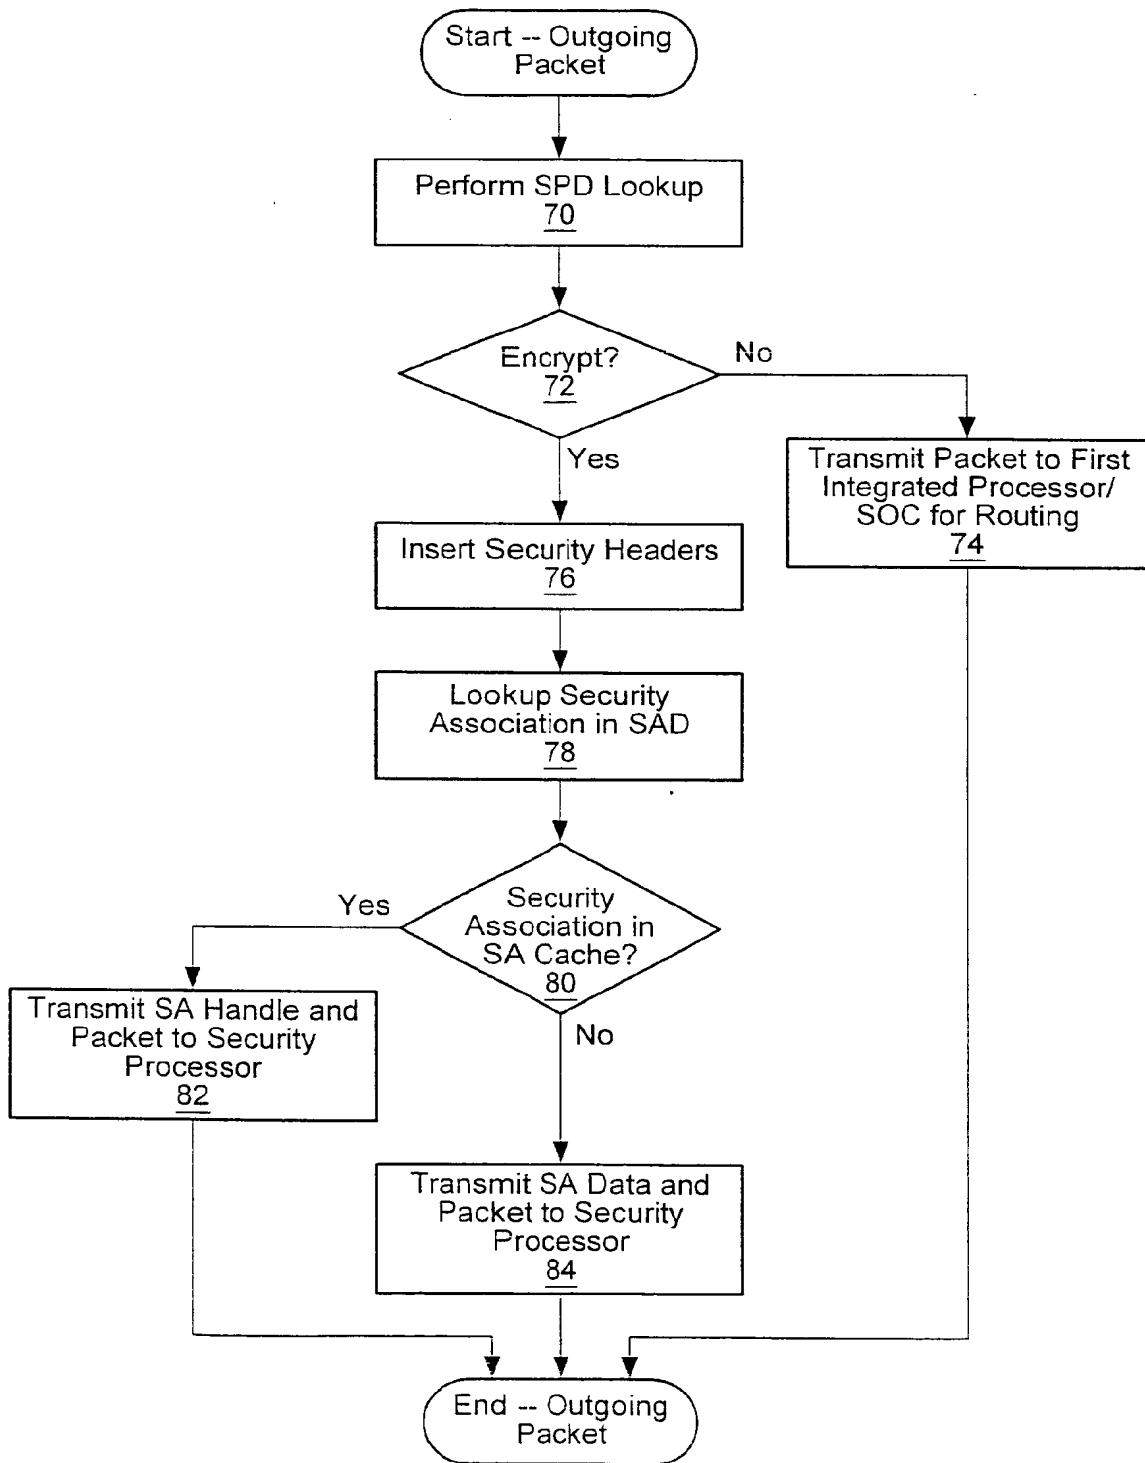 Start -- Outgoing
Packet
Perform SPD Lookup
70
Encrypt?
72
No
Yes
Transmit Packet to First
Integrated Processor/
SOC for Routing
74
Insert Security Headers
76
Lookup Security
Association in SAD
78
Security
Association in
SA Cache?
80
Yes
No
Transmit SA Handle and
Packet to Security
Processor
82
Transmit SA Data and
Packet to Security
Processor
84
End -- Outgoing
Packet